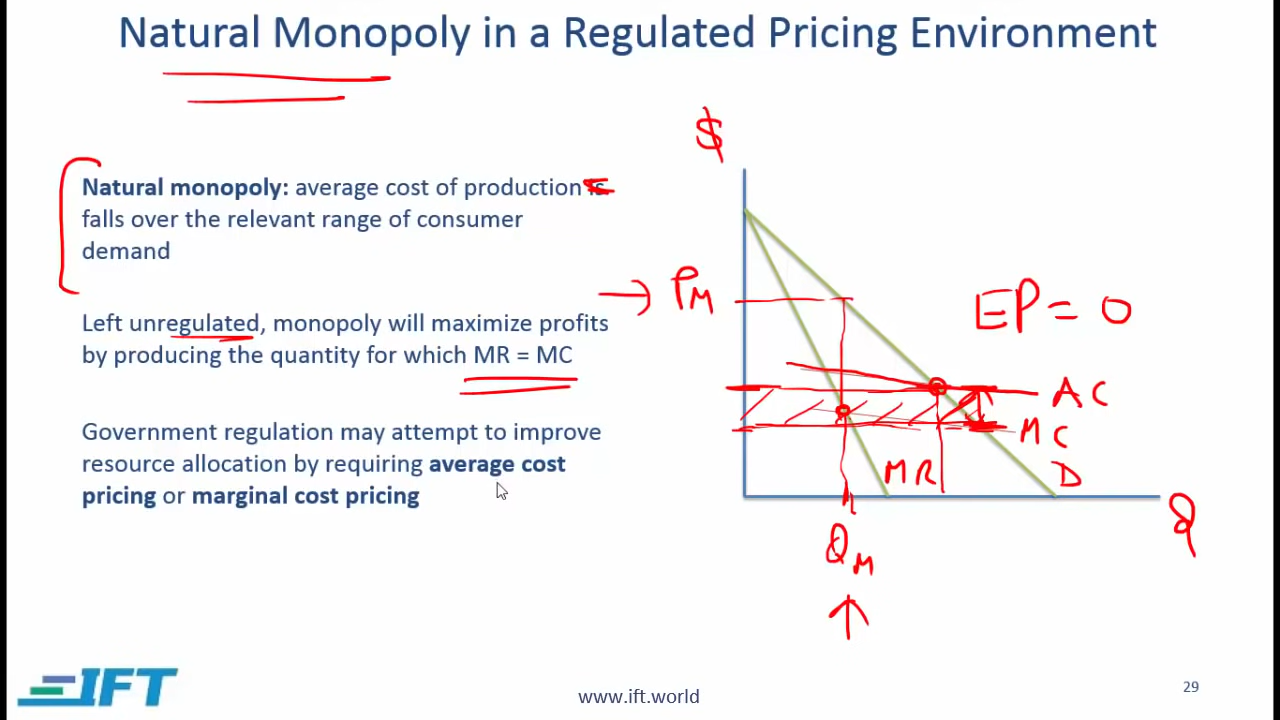 Natural Monopoly in a Regulated Pricing Environment
Natural monopoly: average cost of production is
falls over the relevant range of consumer
demand
Left unregulated, monopoly will maximize profits
by producing the quantity for which MR = MC
Government regulation may attempt to improve
resource allocation by requiring average cost
pricing or marginal cost pricing
$
PM
EP = 0
AC
MC
MR
D
Q
QM
IFT
www.ift.world
29